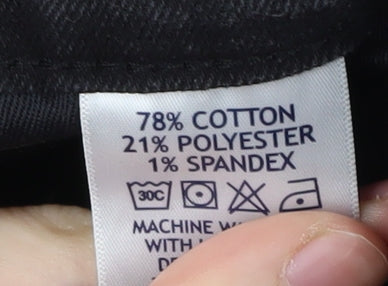 78% COTTON
21% POLYESTER
1% SPANDEX
30C
MACHINE
WITH